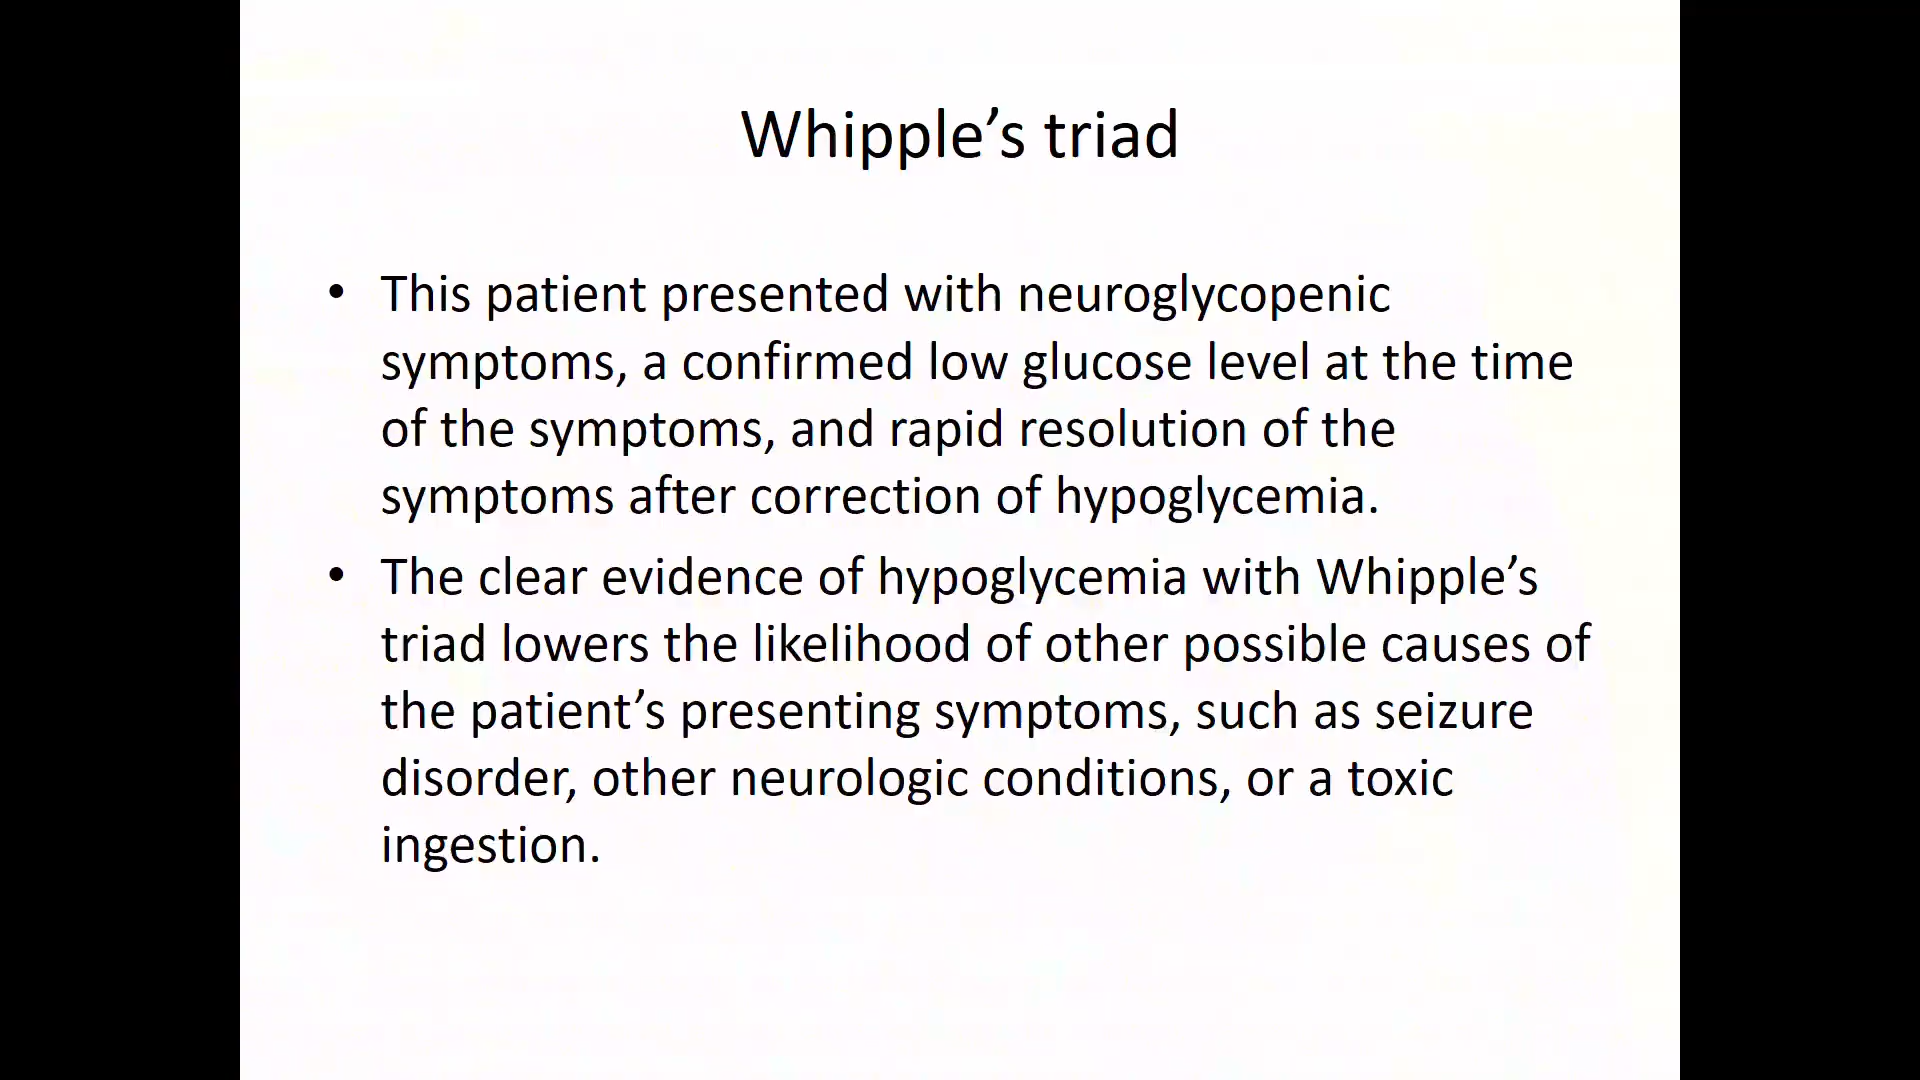 Whipple’s triad
• This patient presented with neuroglycopenic
symptoms, a confirmed low glucose level at the time
of the symptoms, and rapid resolution of the
symptoms after correction of hypoglycemia.
• The clear evidence of hypoglycemia with Whipple’s
triad lowers the likelihood of other possible causes of
the patient’s presenting symptoms, such as seizure
disorder, other neurologic conditions, or a toxic
ingestion.